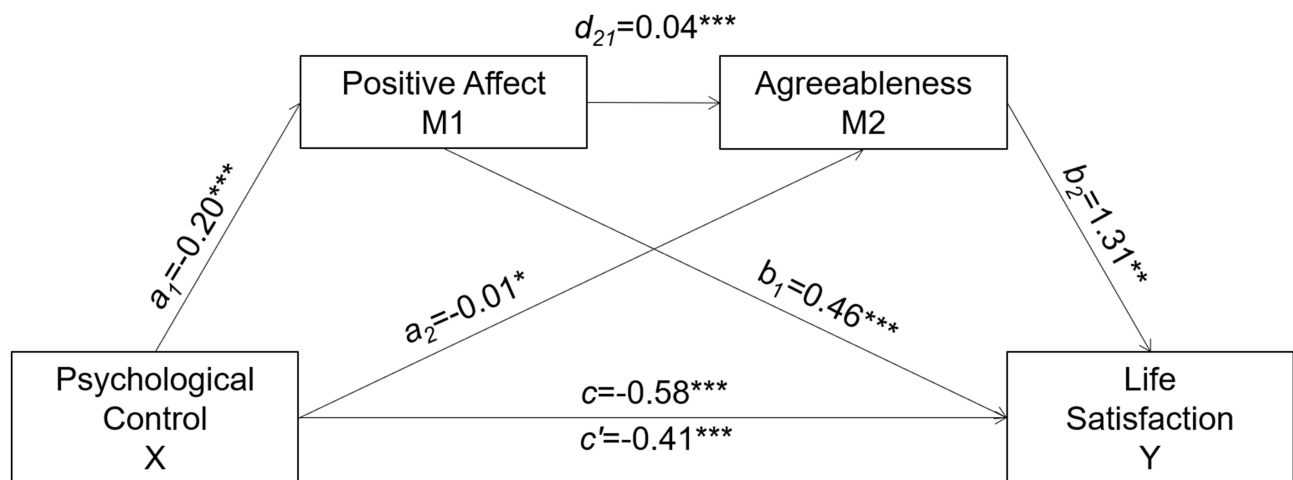 d₂₁=0.04***
Positive Affect
M1
Agreeableness
M2
a₁=-0.20***
a₂=-0.01*
b₁=0.46***
b₂=1.31**
Psychological
Control
X
c=-0.58***
c'=-0.41***
Life
Satisfaction
Y